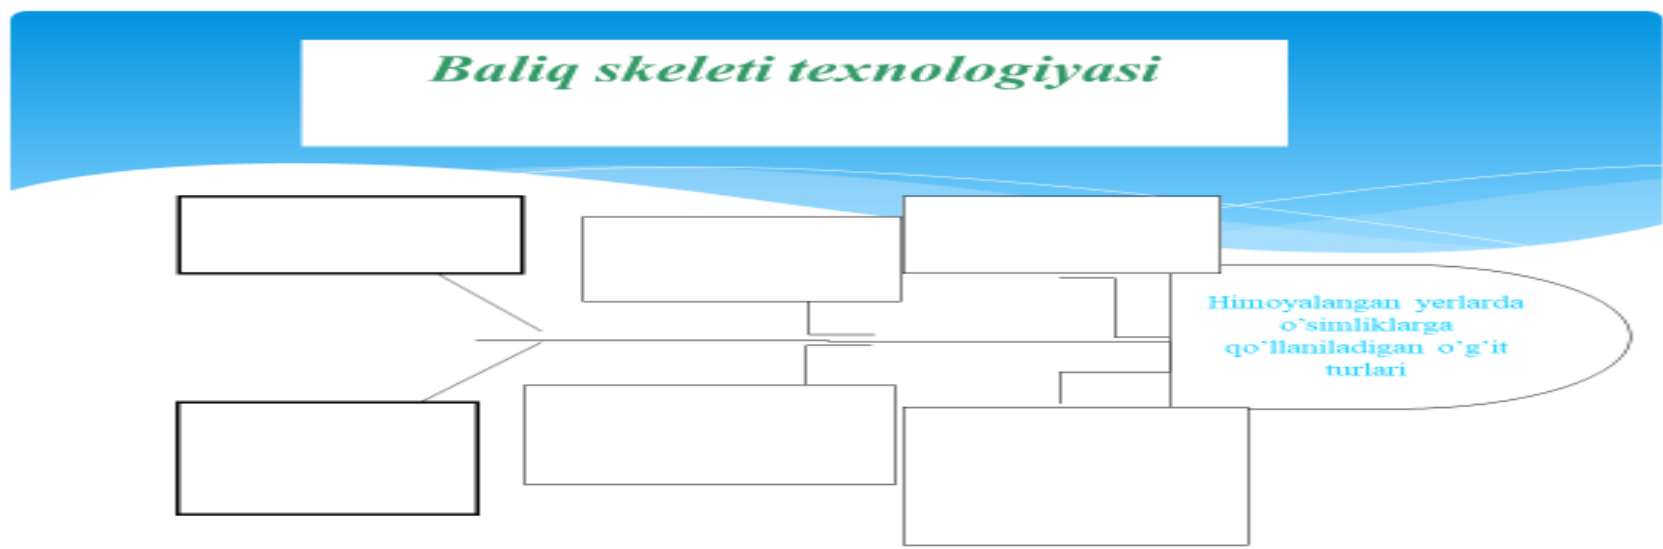 Baliq skeleti texnologiyasi
Himoyalangan yerlarda
o’simliklarga
qo’llaniladigan o’g’it
turlari